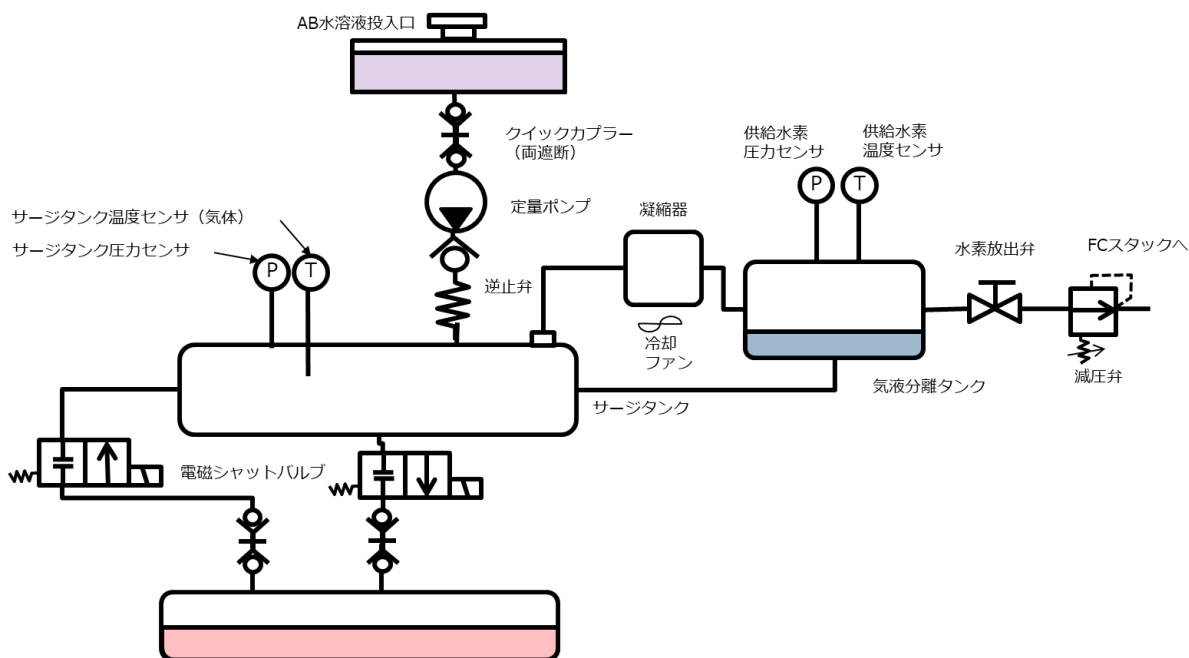 AB水溶液投入口
クイックカプラー
（両遮断）
供給水素
圧力センサ
供給水素
温度センサ
P
T
定量ポンプ
凝縮器
サージタンク温度センサ（気体）
サージタンク圧力センサ
水素放出弁
FCスタックへ
P
T
逆止弁
冷却
ファン
減圧弁
気液分離タンク
サージタンク
電磁シャットバルブ